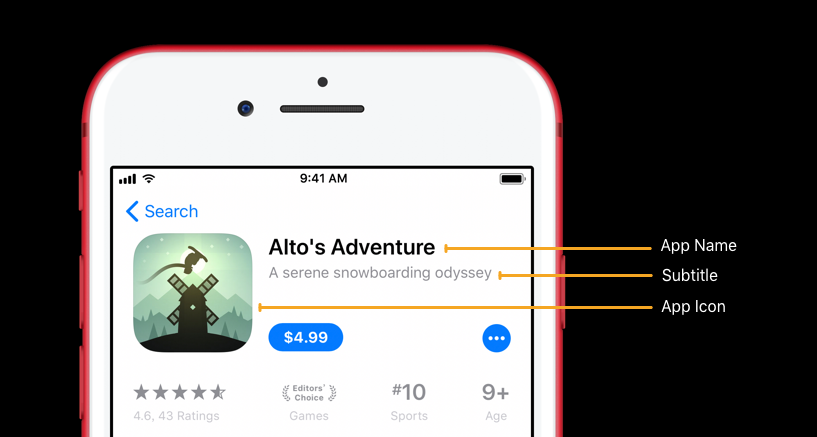 9:41 AM
Search
Alto's Adventure
App Name
A serene snowboarding odyssey
Subtitle
App Icon
$4.99
Editors'
Choice
#10
9+
4.6, 43 Ratings
Games
Sports
Age